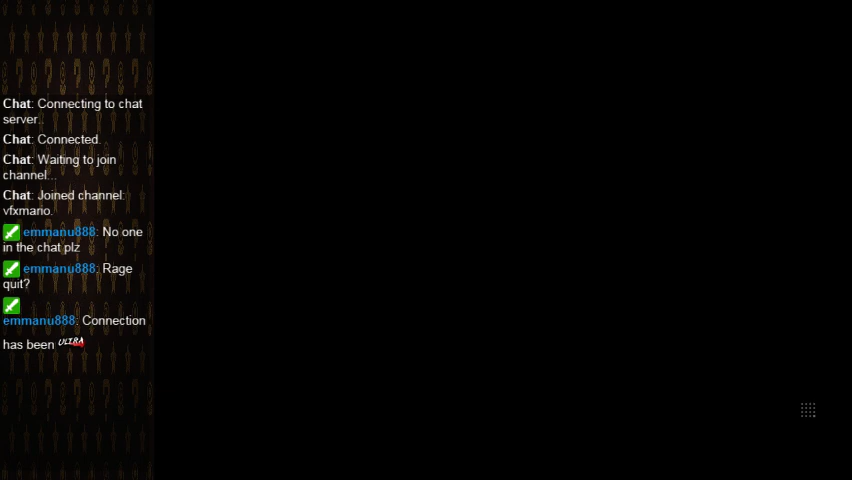 Chat: Connecting to chat
server...
Chat: Connected.
Chat: Waiting to join
channel...
Chat: Joined channel:
vfxmario.
emmanu888: No one
in the chat plz
emmanu888: Rage
quit?
emmanu888: Connection
has been ULTRA